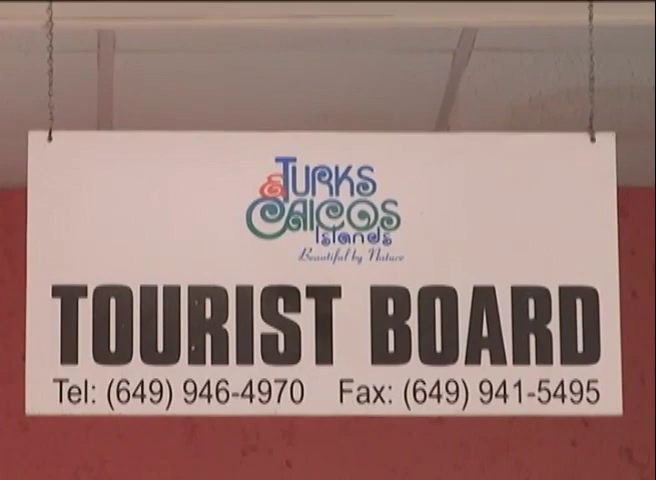 TURKS
& CAICOS
Islands
Beautiful by Nature
TOURIST BOARD
Tel: (649) 946-4970 Fax: (649) 941-5495